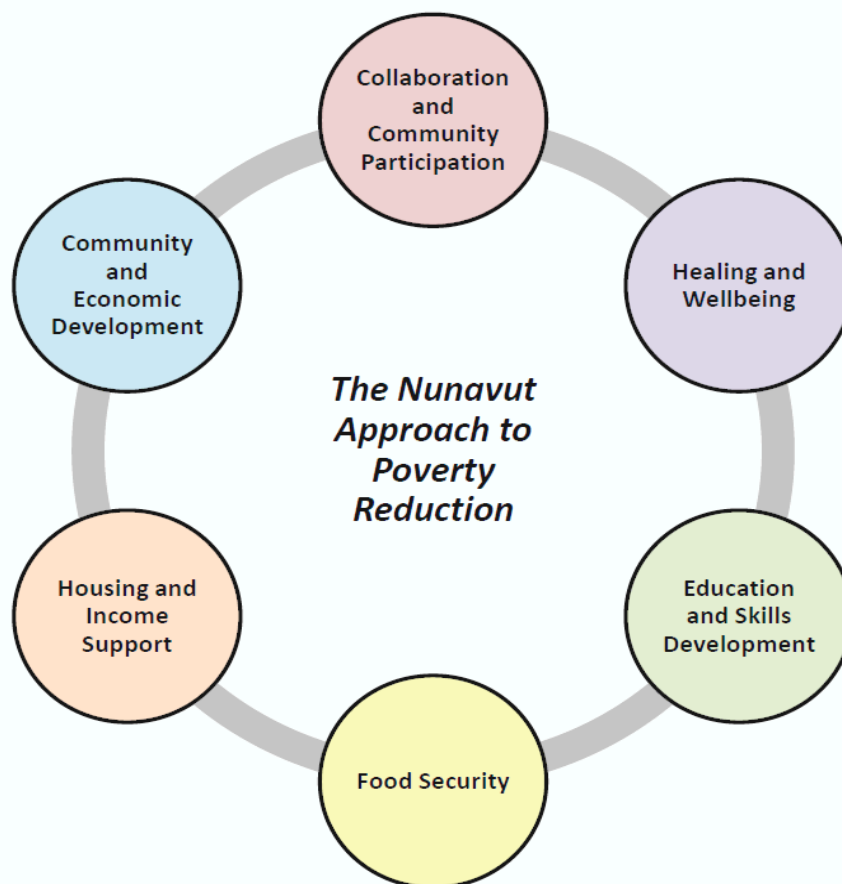 Collaboration
and
Community
Participation
Healing and
Wellbeing
Education
and Skills
Development
Food Security
Housing and
Income
Support
Community
and
Economic
Development
The Nunavut
Approach to
Poverty
Reduction